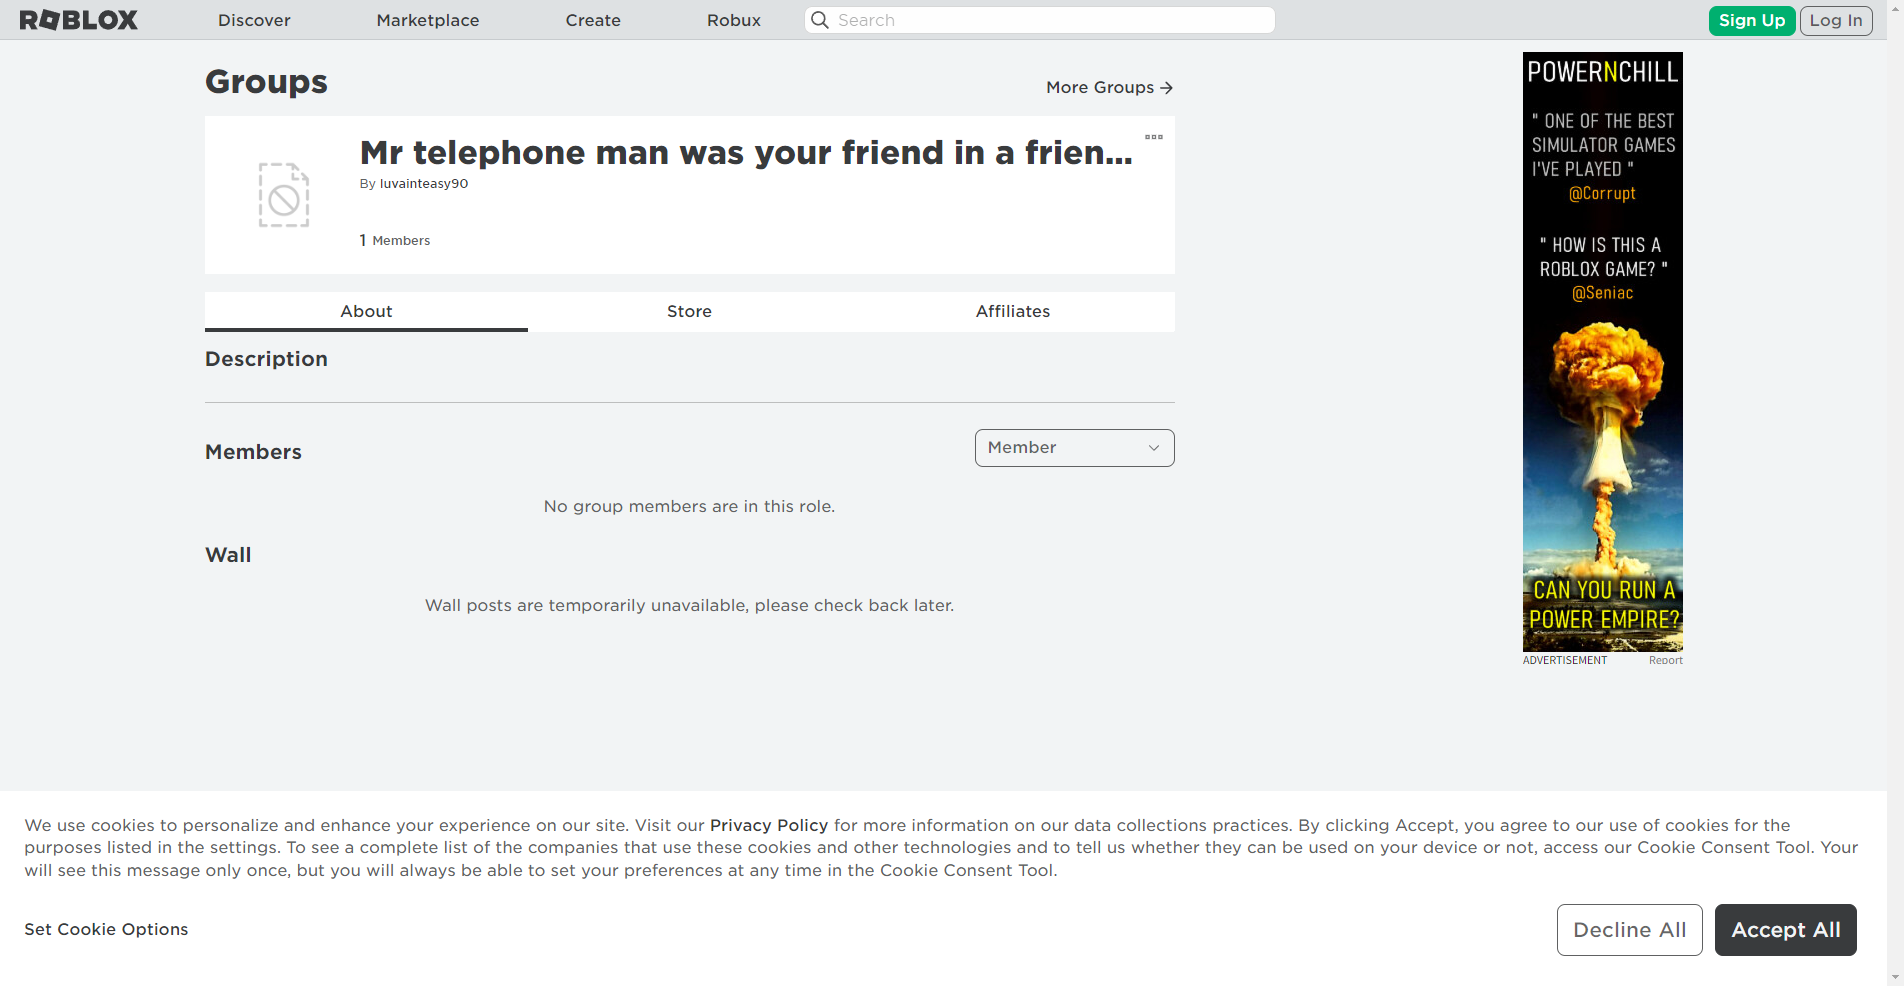 ROBLOX
Discover
Marketplace
Create
Robux
Search
Sign Up
Log In
Groups
More Groups →
Mr telephone man was your friend in a frien...
By luvainteasy90
1 Members
About
Store
Affiliates
Description
Members
Member
No group members are in this role.
Wall
Wall posts are temporarily unavailable, please check back later.
POWERNCHILL
" ONE OF THE BEST
SIMULATOR GAMES
I'VE PLAYED "
@Corrupt
" HOW IS THIS A
ROBLOX GAME? "
@Seniac
CAN YOU RUN A
POWER EMPIRE?
ADVERTISEMENT
Report
We use cookies to personalize and enhance your experience on our site. Visit our Privacy Policy for more information on our data collections practices. By clicking Accept, you agree to our use of cookies for the
purposes listed in the settings. To see a complete list of the companies that use these cookies and other technologies and to tell us whether they can be used on your device or not, access our Cookie Consent Tool. Your
will see this message only once, but you will always be able to set your preferences at any time in the Cookie Consent Tool.
Set Cookie Options
Decline All
Accept All